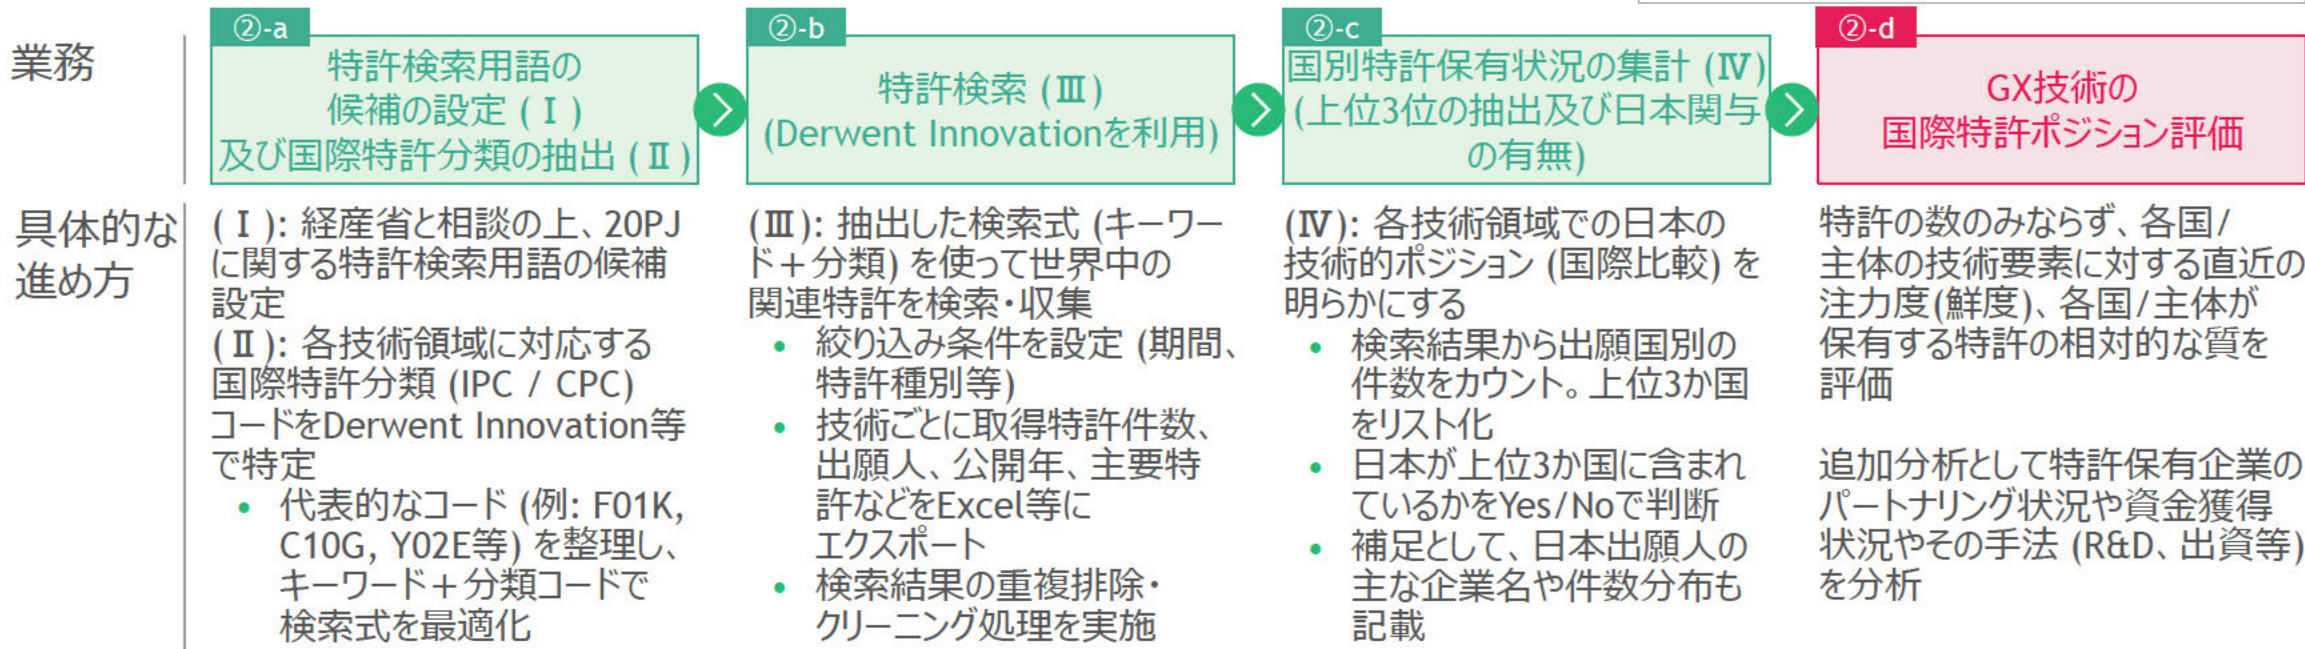 業務
②-a
特許検索用語の
候補の設定 (Ⅰ)
及び国際特許分類の抽出 (Ⅱ)
②-b
特許検索 (Ⅲ)
(Derwent Innovationを利用)
②-c
国別特許保有状況の集計 (Ⅳ)
(上位3位の抽出及び日本関与
の有無)
②-d
GX技術の
国際特許ポジション評価
具体的な
進め方
(Ⅰ): 経産省と相談の上、20PJ
に関する特許検索用語の候補
設定
(Ⅱ): 各技術領域に対応する
国際特許分類 (IPC / CPC)
コードをDerwent Innovation等
で特定
• 代表的なコード (例: F01K,
C10G, Y02E等) を整理し、
キーワード＋分類コードで
検索式を最適化
(Ⅲ): 抽出した検索式 (キーワー
ド＋分類) を使って世界中の
関連特許を検索・収集
• 絞り込み条件を設定 (期間、
特許種別等)
• 技術ごとに取得特許件数、
出願人、公開年、主要特
許などをExcel等に
エクスポート
• 検索結果の重複排除・
クリーニング処理を実施
(Ⅳ): 各技術領域での日本の
技術的ポジション (国際比較) を
明らかにする
• 検索結果から出願国別の
件数をカウント。上位3か国
をリスト化
• 日本が上位3か国に含まれ
ているかをYes/Noで判断
• 補足として、日本出願人の
主な企業名や件数分布も
記載
特許の数のみならず、各国/
主体の技術要素に対する直近の
注力度(鮮度)、各国/主体が
保有する特許の相対的な質を
評価
追加分析として特許保有企業の
パートナリング状況や資金獲得
状況やその手法 (R&D、出資等)
を分析